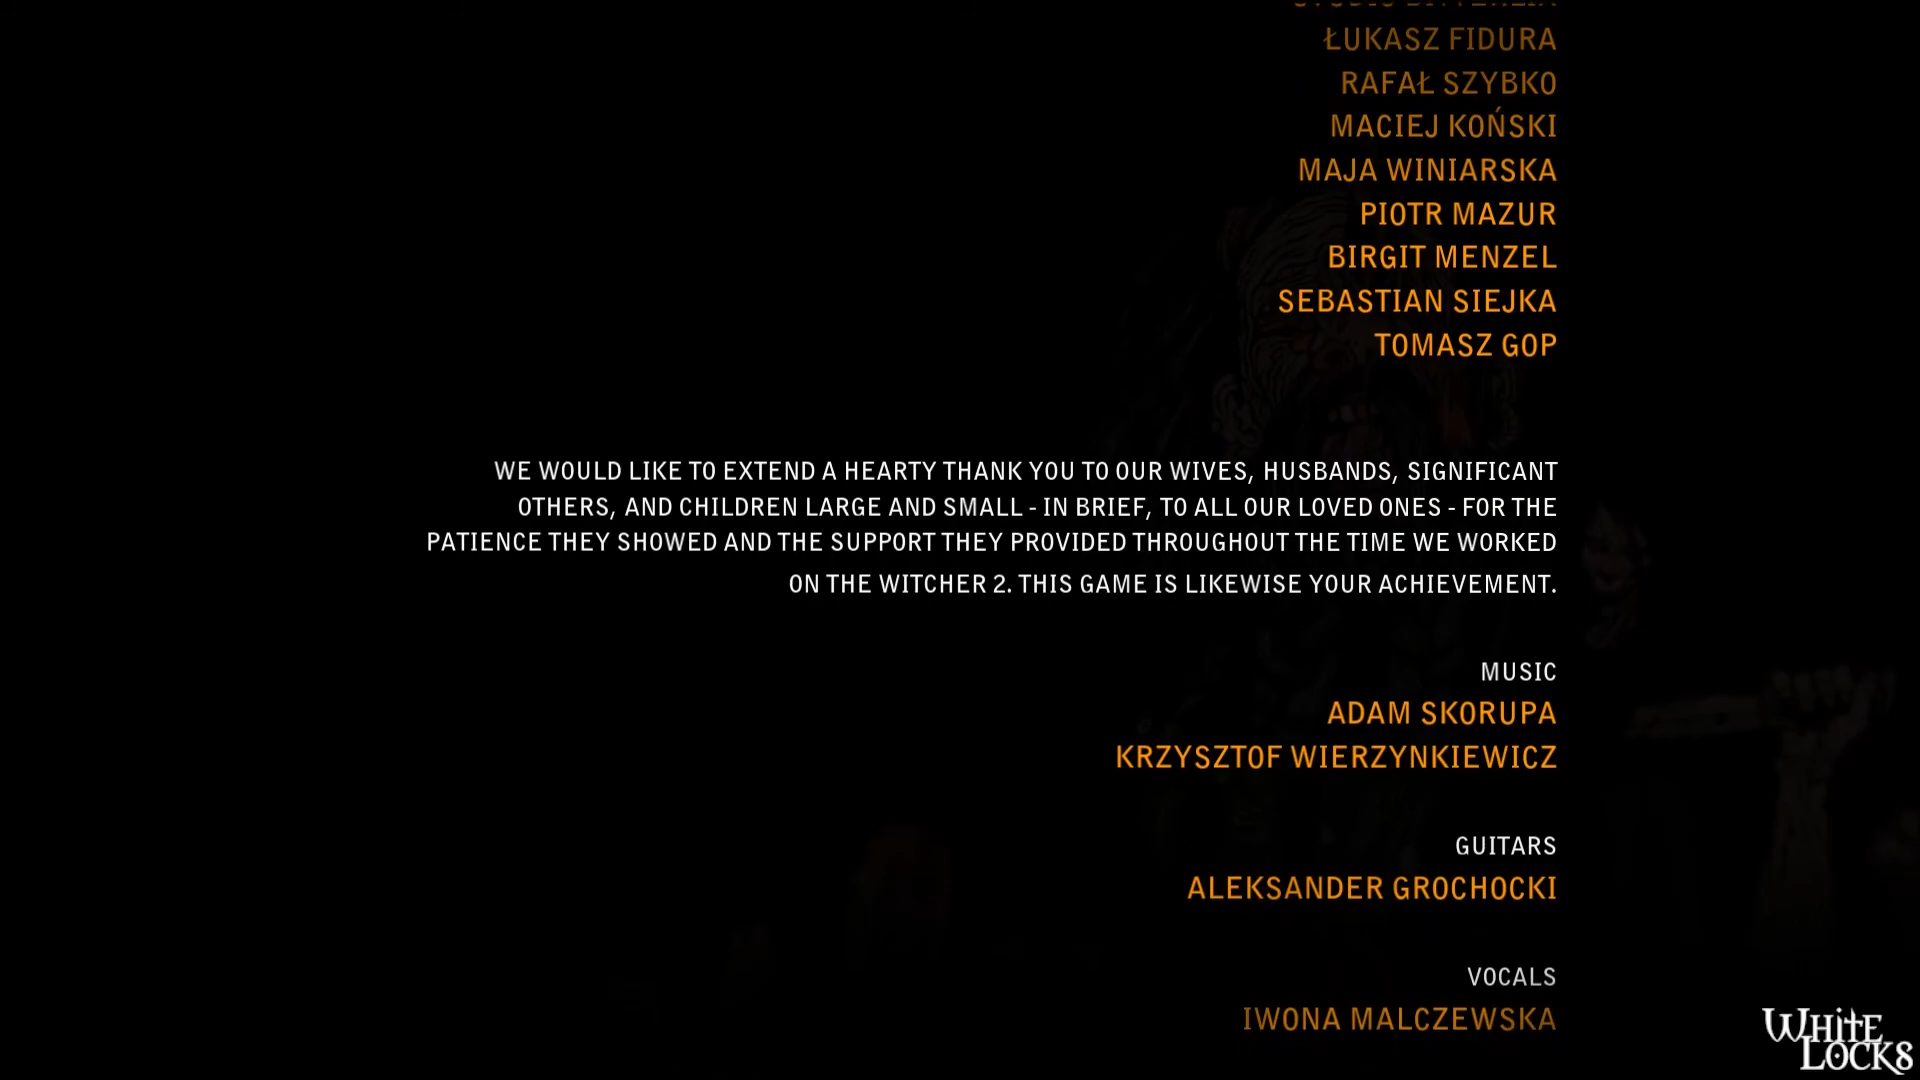 ŁUKASZ FIDURA
RAFAŁ SZYBKO
MACIEJ KOŃSKI
MAJA WINIARSKA
PIOTR MAZUR
BIRGIT MENZEL
SEBASTIAN SIEJKA
TOMASZ GOP
WE WOULD LIKE TO EXTEND A HEARTY THANK YOU TO OUR WIVES, HUSBANDS, SIGNIFICANT
OTHERS, AND CHILDREN LARGE AND SMALL - IN BRIEF, TO ALL OUR LOVED ONES - FOR THE
PATIENCE THEY SHOWED AND THE SUPPORT THEY PROVIDED THROUGHOUT THE TIME WE WORKED
ON THE WITCHER 2. THIS GAME IS LIKEWISE YOUR ACHIEVEMENT.
MUSIC
ADAM SKORUPA
KRZYSZTOF WIERZYNKIEWICZ
GUITARS
ALEKSANDER GROCHOCKI
VOCALS
IWONA MALCZEWSKA
WHITE
LOCKS